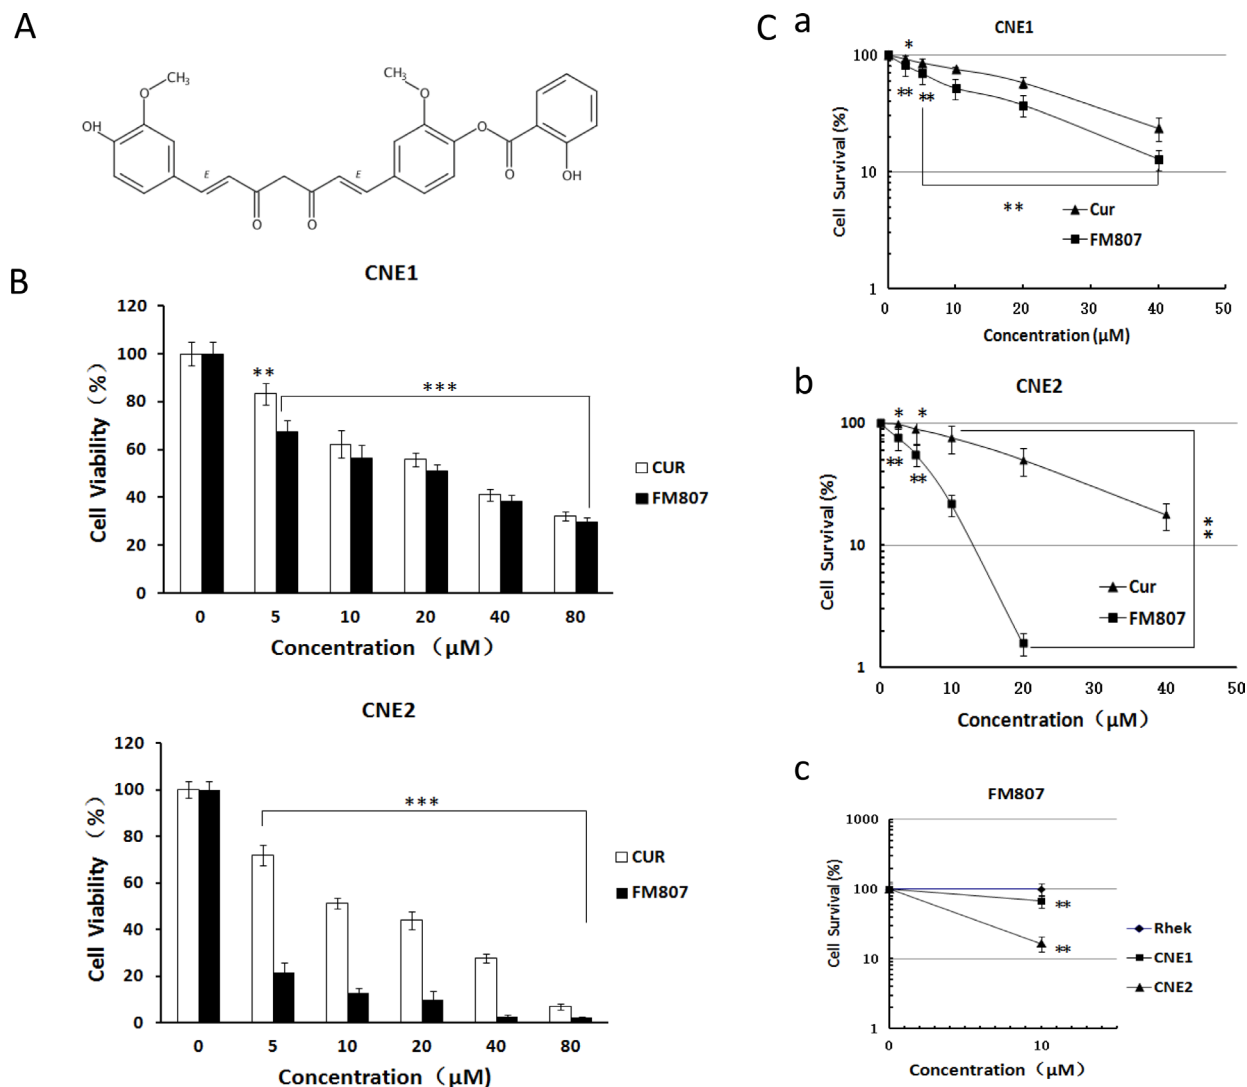 A
CH₃
O
OH
E
O
O
E
CH₃
O
O
O
OH
B
CNE1
Cell Viability (%)
120
100
80
60
40
20
0
**
***
CUR
FM807
0 5 10 20 40 80
Concentration (μM)
CNE2
Cell Viability (%)
120
100
80
60
40
20
0
***
CUR
FM807
0 5 10 20 40 80
Concentration (μM)
C a
CNE1
Cell Survival (%)
100
10
1
*
** **
**
Cur
FM807
0 10 20 30 40 50
Concentration (μM)
b
CNE2
Cell Survival (%)
100
10
1
* *
**
**
**
Cur
FM807
0 10 20 30 40 50
Concentration (μM)
c
FM807
Cell Survival (%)
1000
100
10
1
**
**
Rhek
CNE1
CNE2
0 10
Concentration (μM)